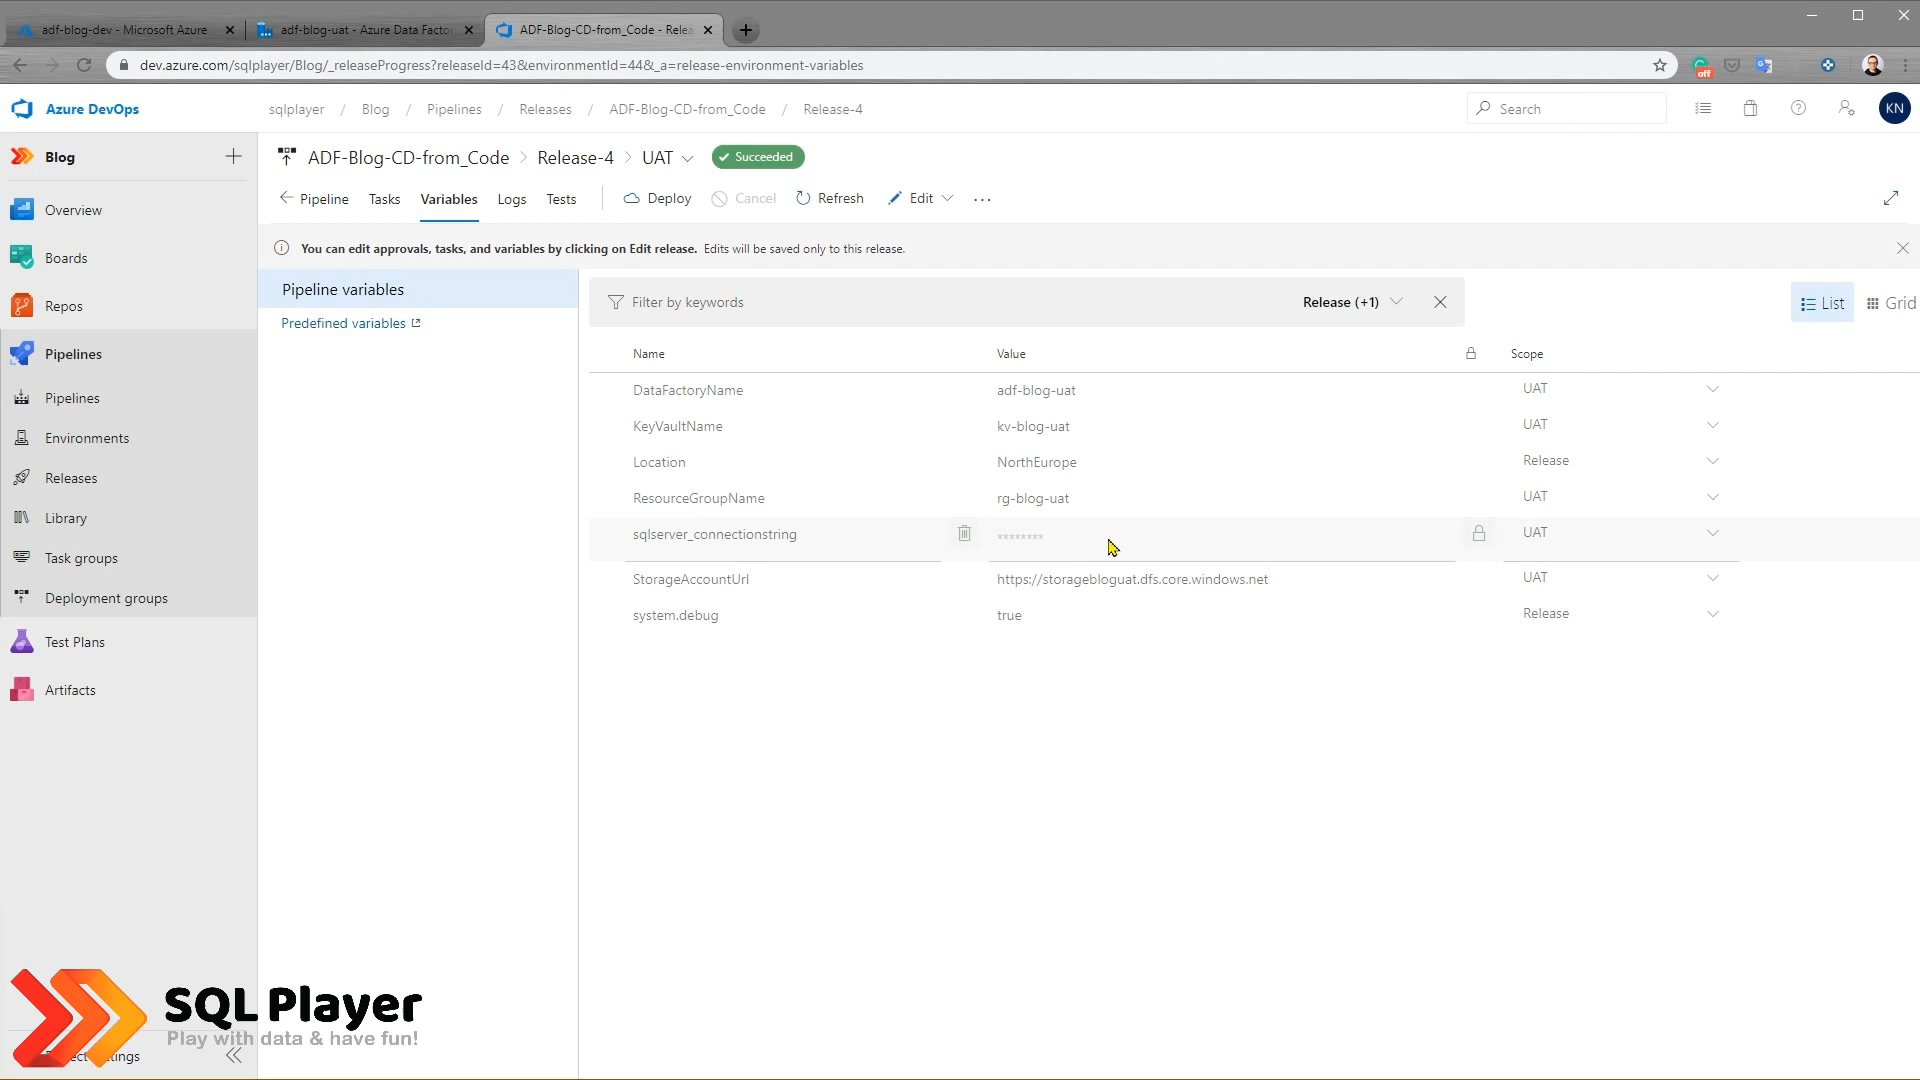 adf-blog-dev - Microsoft Azure
adf-blog-uat - Azure Data Facto
ADF-Blog-CD-from_Code - Relea
dev.azure.com/sqlplayer/Blog/_releaseProgress?releaseId=43&environmentId=44&_a=release-environment-variables
off
Azure DevOps
sqlplayer / Blog / Pipelines / Releases / ADF-Blog-CD-from_Code / Release-4
Search
KN
Blog
ADF-Blog-CD-from_Code > Release-4 > UAT
Succeeded
Pipeline Tasks Variables Logs Tests Deploy Cancel Refresh Edit ...
You can edit approvals, tasks, and variables by clicking on Edit release. Edits will be saved only to this release.
Overview
Boards
Repos
Pipelines
Pipelines
Environments
Releases
Library
Task groups
Deployment groups
Test Plans
Artifacts
Pipeline variables
Predefined variables
Filter by keywords
Release (+1)
List
Grid
Name Value Scope
DataFactoryName adf-blog-uat UAT
KeyVaultName kv-blog-uat UAT
Location NorthEurope Release
ResourceGroupName rg-blog-uat UAT
sqlserver_connectionstring ******** UAT
StorageAccountUrl https://storagebloguat.dfs.core.windows.net UAT
system.debug true Release
SQL Player
Play with data & have fun!